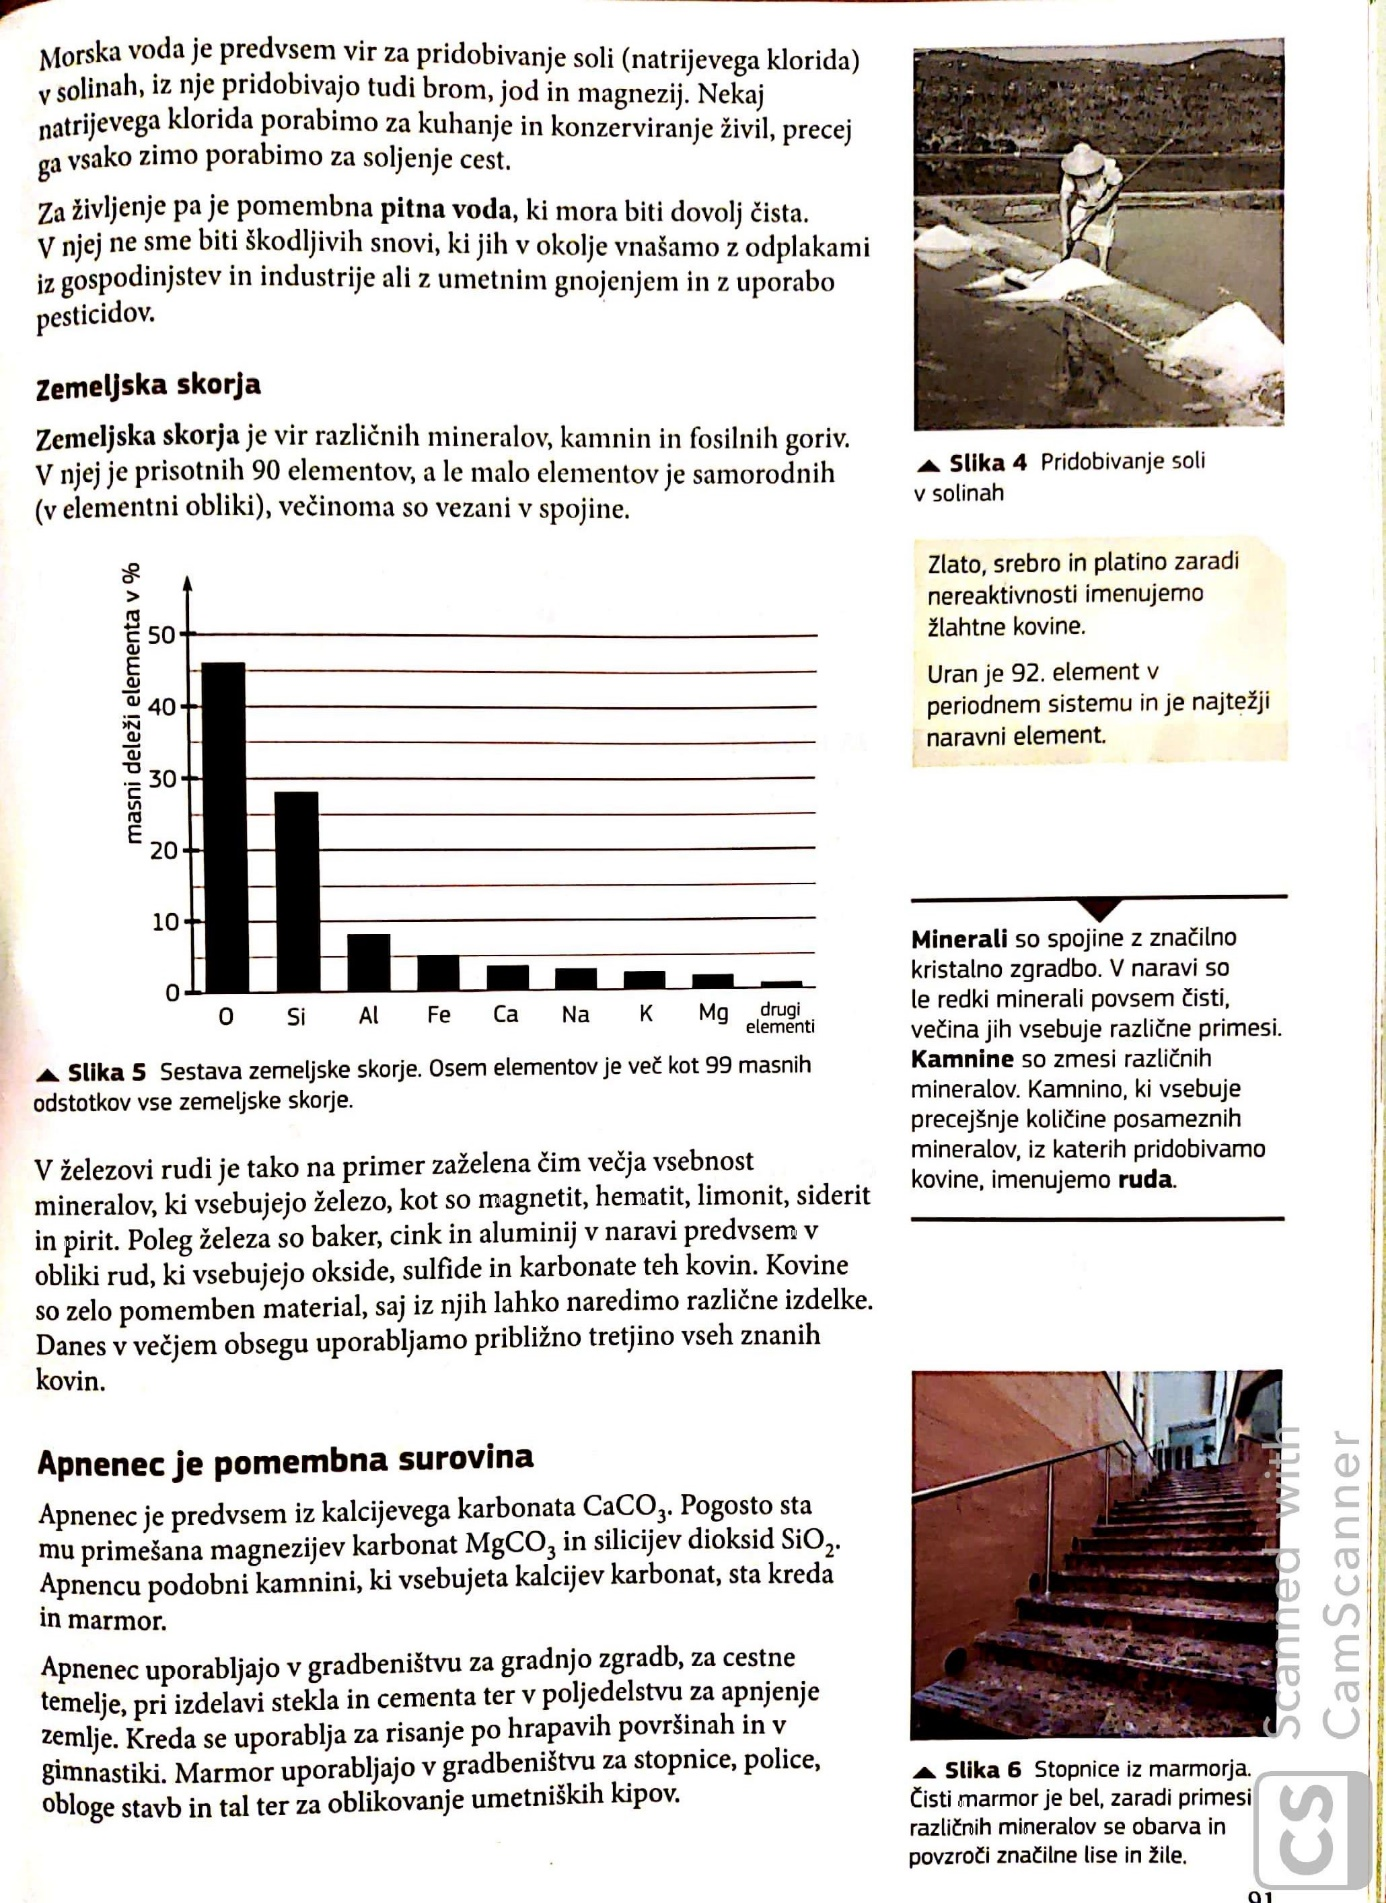 Morska voda je predvsem vir za pridobivanje soli (natrijevega klorida)
v solinah, iz nje pridobivajo tudi brom, jod in magnezij. Nekaj
natrijevega klorida porabimo za kuhanje in konzerviranje živil, precej
ga vsako zimo porabimo za soljenje cest.
Za življenje pa je pomembna pitna voda, ki mora biti dovolj čista.
V njej ne sme biti škodljivih snovi, ki jih v okolje vnašamo z odplakami
iz gospodinjstev in industrije ali z umetnim gnojenjem in z uporabo
pesticidov.
Zemeljska skorja
Zemeljska skorja je vir različnih mineralov, kamnin in fosilnih goriv.
V njej je prisotnih 90 elementov, a le malo elementov je samorodnih
(v elementni obliki), večinoma so vezani v spojine.
masni deleži elementa v %
50
40
30
20
10
0
O Si Al Fe Ca Na K Mg drugi
elementi
▲ Slika 5 Sestava zemeljske skorje. Osem elementov je več kot 99 masnih
odstotkov vse zemeljske skorje.
V železovi rudi je tako na primer zaželena čim večja vsebnost
mineralov, ki vsebujejo železo, kot so magnetit, hematit, limonit, siderit
in pirit. Poleg železa so baker, cink in aluminij v naravi predvsem v
obliki rud, ki vsebujejo okside, sulfide in karbonate teh kovin. Kovine
so zelo pomemben material, saj iz njih lahko naredimo različne izdelke.
Danes v večjem obsegu uporabljamo približno tretjino vseh znanih
kovin.
Apnenec je pomembna surovina
Apnenec je predvsem iz kalcijevega karbonata CaCO₃. Pogosto sta
mu primešana magnezijev karbonat MgCO₃ in silicijev dioksid SiO₂.
Apnencu podobni kamnini, ki vsebujeta kalcijev karbonat, sta kreda
in marmor.
Apnenec uporabljajo v gradbeništvu za gradnjo zgradb, za cestne
temelje, pri izdelavi stekla in cementa ter v poljedelstvu za apnjenje
zemlje. Kreda se uporablja za risanje po hrapavih površinah in v
gimnastiki. Marmor uporabljajo v gradbeništvu za stopnice, police,
obloge stavb in tal ter za oblikovanje umetniških kipov.
▲ Slika 4 Pridobivanje soli
v solinah
Zlato, srebro in platino zaradi
nereaktivnosti imenujemo
žlahtne kovine.
Uran je 92. element v
periodnem sistemu in je najtežji
naravni element.
Minerali so spojine z značilno
kristalno zgradbo. V naravi so
le redki minerali povsem čisti,
večina jih vsebuje različne primesi.
Kamnine so zmesi različnih
mineralov. Kamnino, ki vsebuje
precejšnje količine posameznih
mineralov, iz katerih pridobivamo
kovine, imenujemo ruda.
▲ Slika 6 Stopnice iz marmorja.
Čisti marmor je bel, zaradi primesi
različnih mineralov se obarva in
povzroči značilne lise in žile.
91
Scanned with
CamScanner
CS